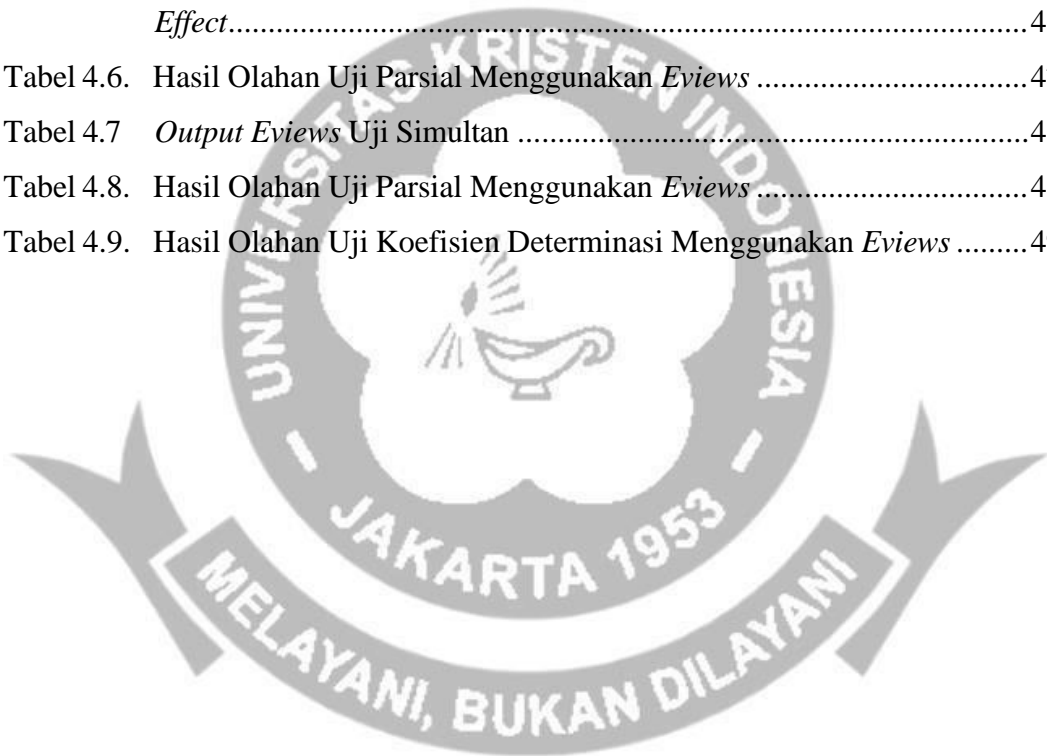 Effect....................................................................................4
Tabel 4.6. Hasil Olahan Uji Parsial Menggunakan Eviews ............................4
Tabel 4.7 Output Eviews Uji Simultan .....................................................4
Tabel 4.8. Hasil Olahan Uji Parsial Menggunakan Eviews ............................4
Tabel 4.9. Hasil Olahan Uji Koefisien Determinasi Menggunakan Eviews .........4
UNIVERSITAS KRISTEN INDONESIA
– JAKARTA 1953 –
MELAYANI, BUKAN DILAYANI